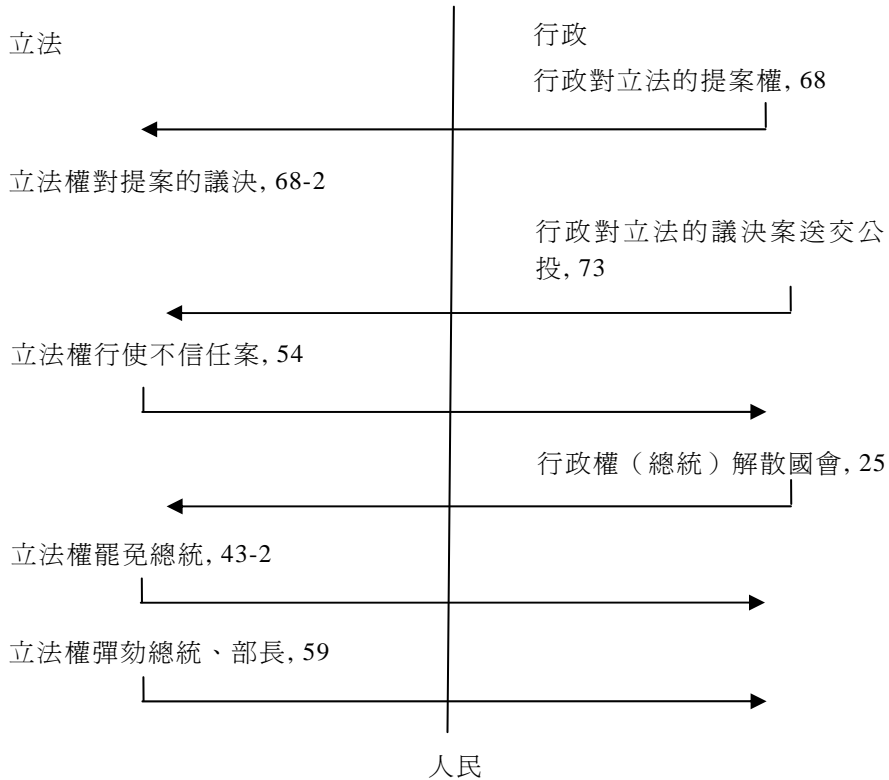 立法
行政
行政對立法的提案權, 68
立法權對提案的議決, 68-2
行政對立法的議決案送交公
投, 73
立法權行使不信任案, 54
行政權（總統）解散國會, 25
立法權罷免總統, 43-2
立法權彈劾總統、部長, 59
人民